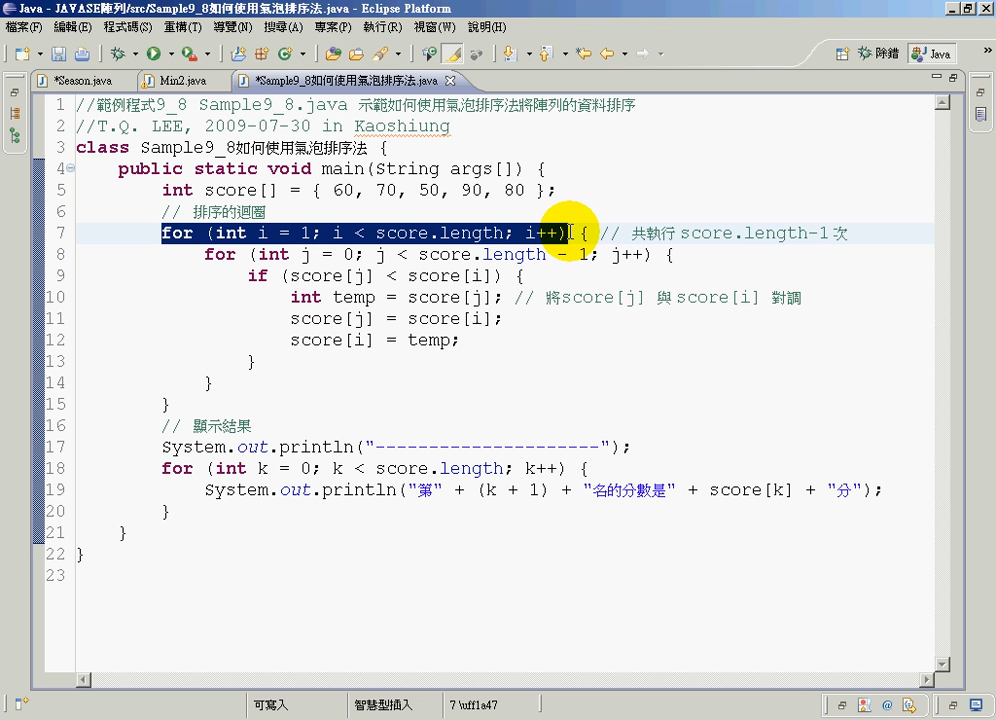 Java - JAVASE陣列/src/Sample9_8如何使用氣泡排序法.java - Eclipse Platform
檔案(F) 編輯(E) 程式碼(S) 重構(T) 導覽(N) 搜尋(A) 專案(P) 執行(R) 視窗(W) 說明(H)
除錯 Java
*Season.java Min2.java *Sample9_8如何使用氣泡排序法.java
1 //範例程式9_8 Sample9_8.java 示範如何使用氣泡排序法將陣列的資料排序
2 //T.Q. LEE, 2009-07-30 in Kaoshiung
3 class Sample9_8如何使用氣泡排序法 {
4 public static void main(String args[]) {
5 int score[] = { 60, 70, 50, 90, 80 };
6 // 排序的迴圈
7 for (int i = 1; i < score.length; i++) { // 共執行 score.length-1 次
8 for (int j = 0; j < score.length - 1; j++) {
9 if (score[j] < score[i]) {
10 int temp = score[j]; // 將score[j] 與 score[i] 對調
11 score[j] = score[i];
12 score[i] = temp;
13 }
14 }
15 }
16 // 顯示結果
17 System.out.println("---------------------");
18 for (int k = 0; k < score.length; k++) {
19 System.out.println("第" + (k + 1) + "名的分數是" + score[k] + "分");
20 }
21 }
22 }
23
可寫入 智慧型插入 7 \uff1a47